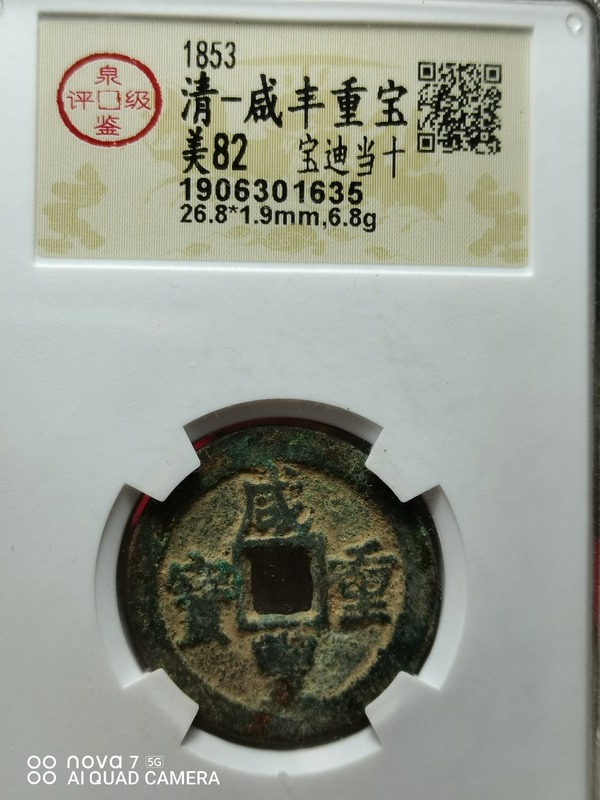 1853
泉
评 级
鉴
清-咸丰重宝
美82 宝迪当十
1906301635
26.8*1.9mm,6.8g
咸
寶 重
豐
nova 7 5G
AI QUAD CAMERA